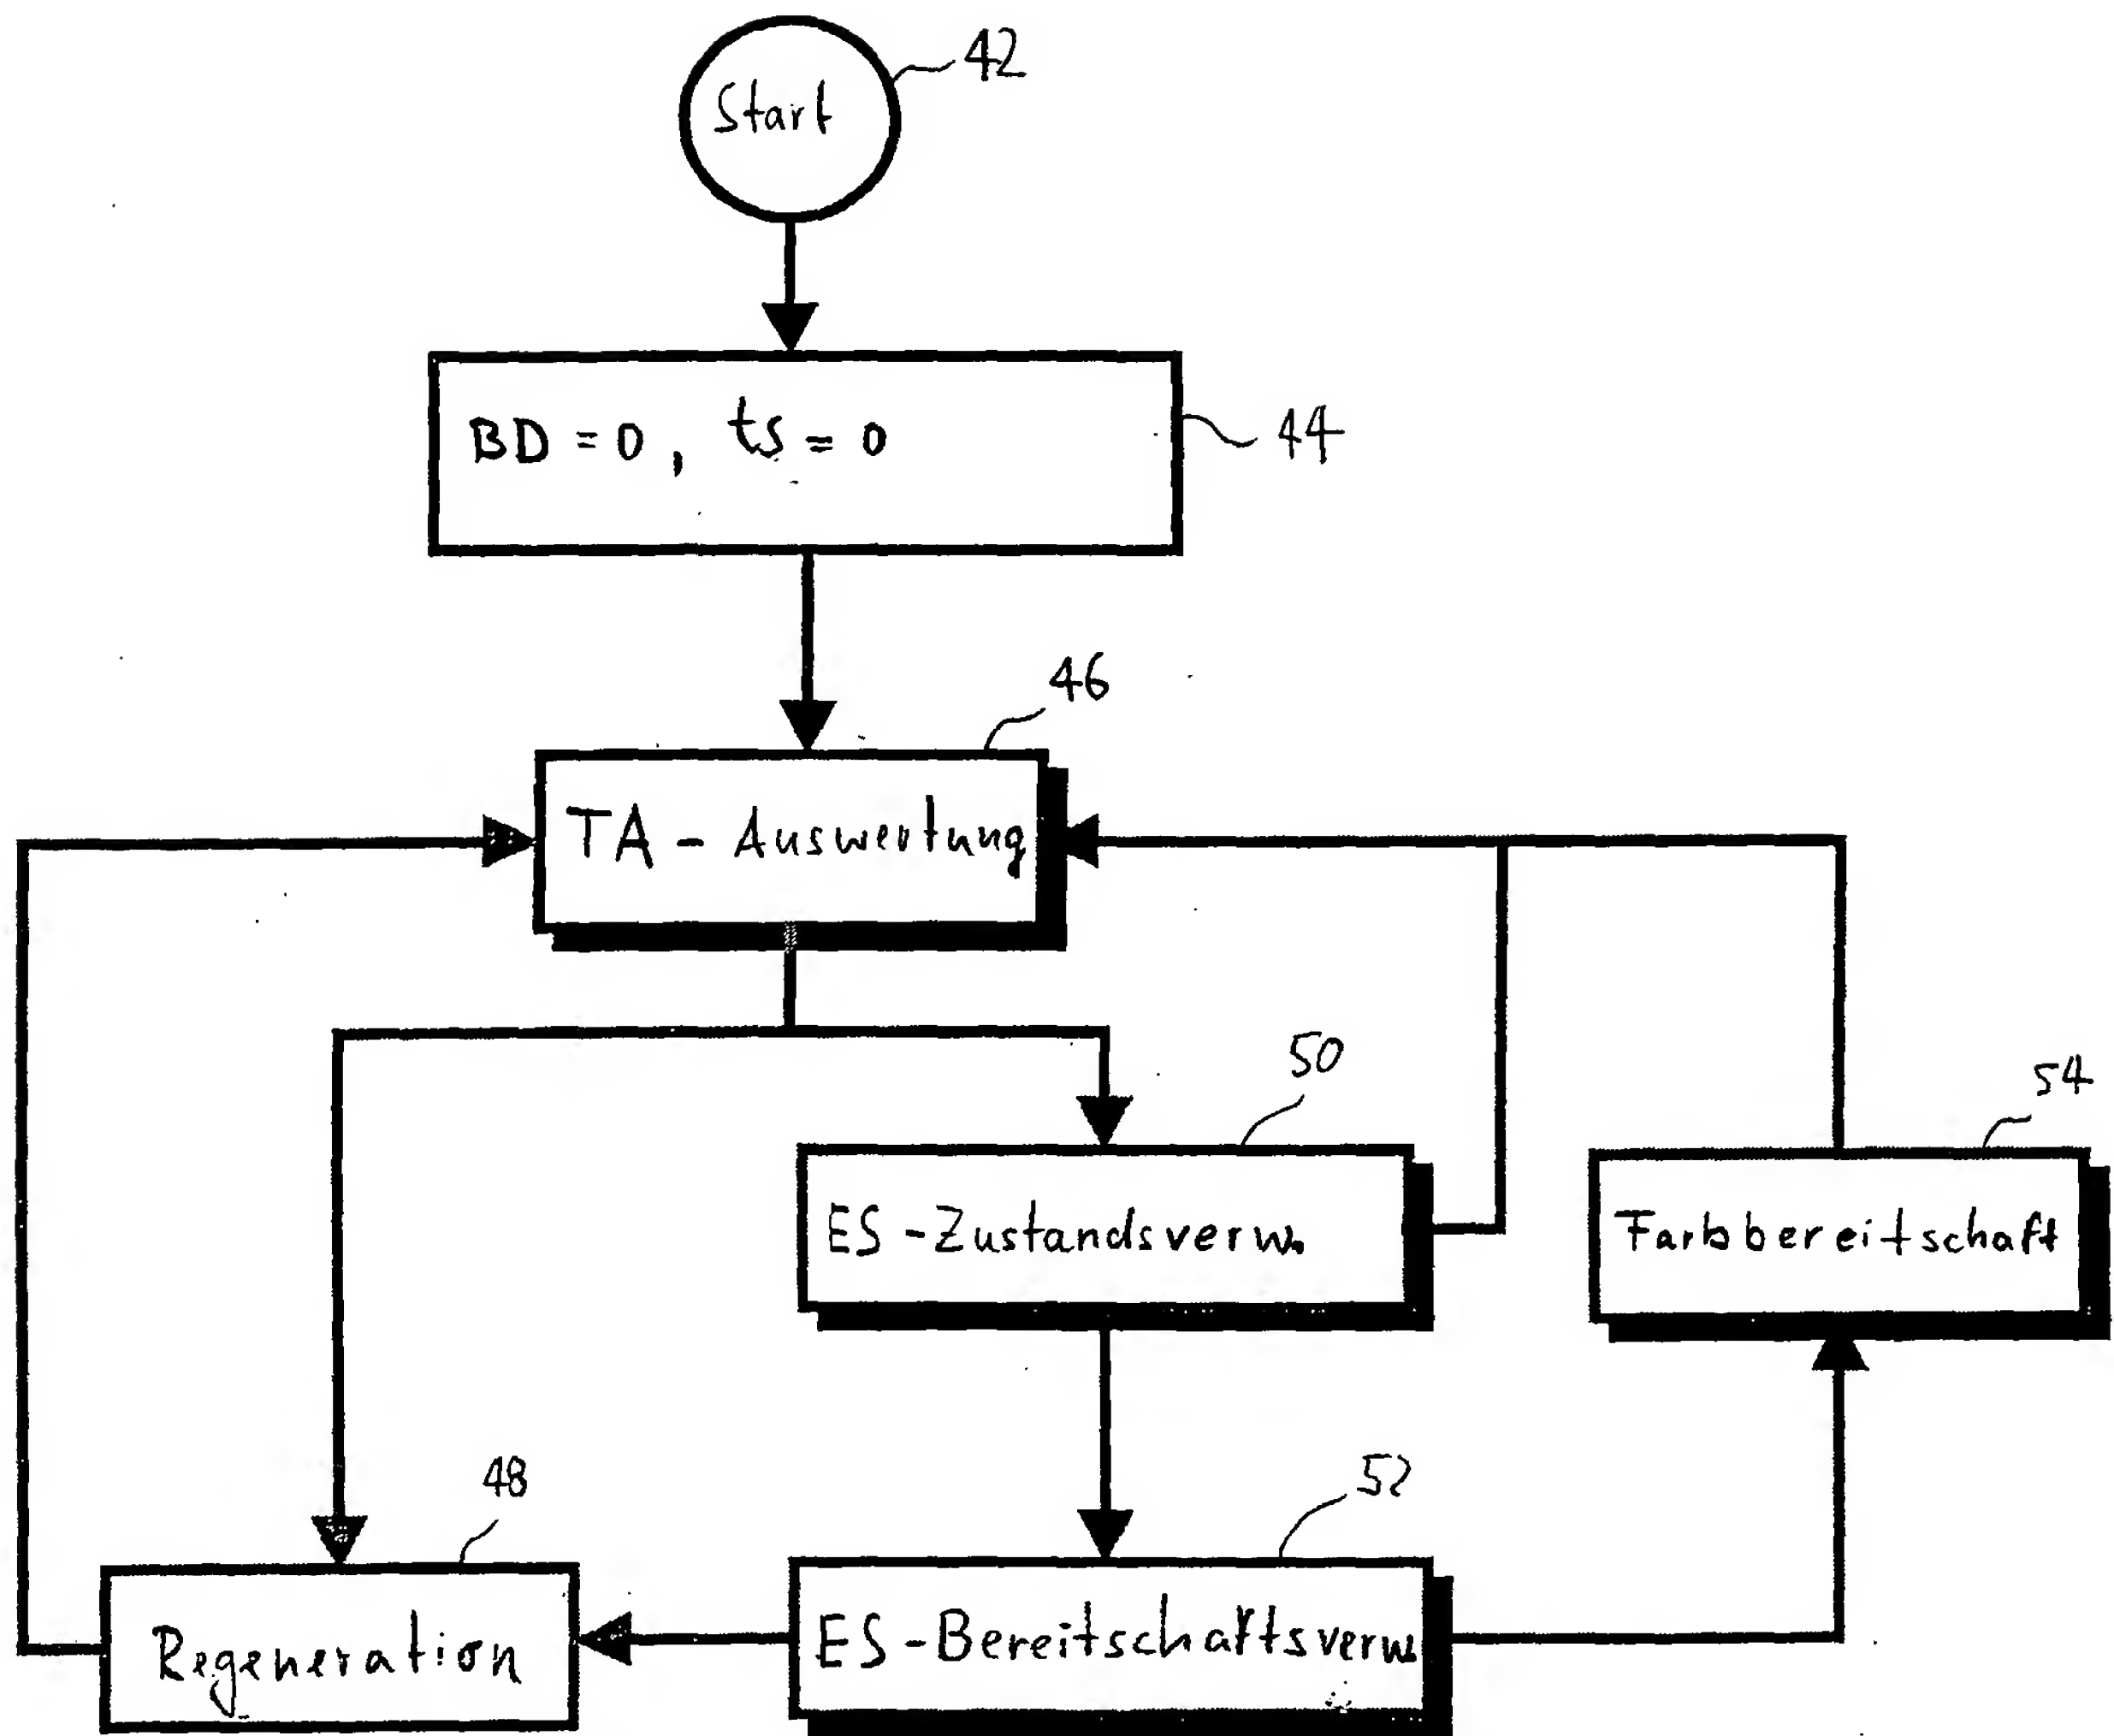 Start
42
BD = 0, ts = 0
44
46
TA - Auswertung
50
54
ES - Zustandsverw.
Farbbereitschaft
48
52
Regeneration
ES - Bereitschaftsverw.